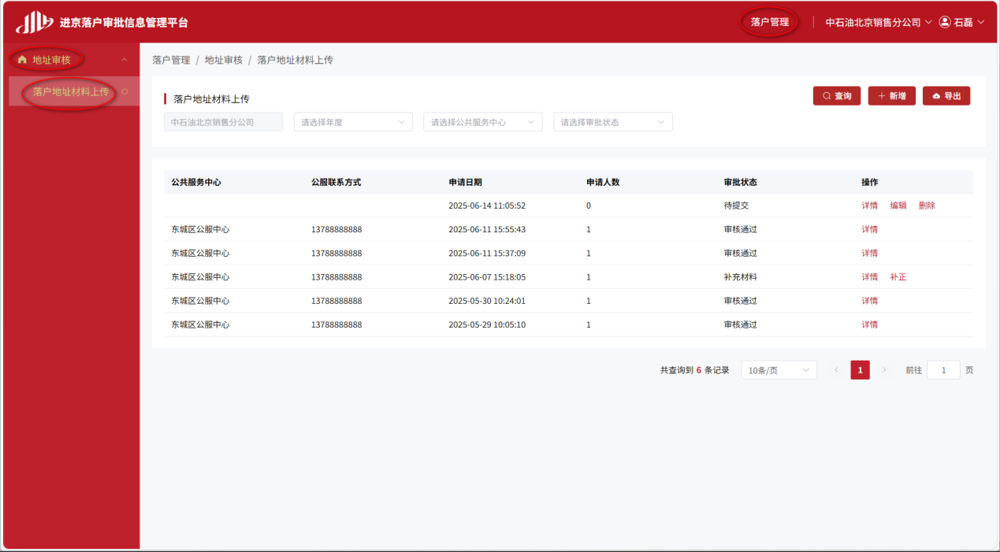 进京落户审批信息管理平台 落户管理 中石油北京销售分公司 石磊
地址审核
落户地址材料上传
落户管理 / 地址审核 / 落户地址材料上传
落户地址材料上传 查询 新增 导出
中石油北京销售分公司 请选择年度 请选择公共服务中心 请选择审批状态
公共服务中心 公服联系方式 申请日期 申请人数 审批状态 操作
2025-06-14 11:05:52 0 待提交 详情 编辑 删除
东城区公服中心 13788888888 2025-06-11 15:55:43 1 审核通过 详情
东城区公服中心 13788888888 2025-06-11 15:37:09 1 审核通过 详情
东城区公服中心 13788888888 2025-06-07 15:18:05 1 补充材料 详情 补正
东城区公服中心 13788888888 2025-05-30 10:24:01 1 审核通过 详情
东城区公服中心 13788888888 2025-05-29 10:05:10 1 审核通过 详情
共查询到 6 条记录 10条/页 1 前往 1 页